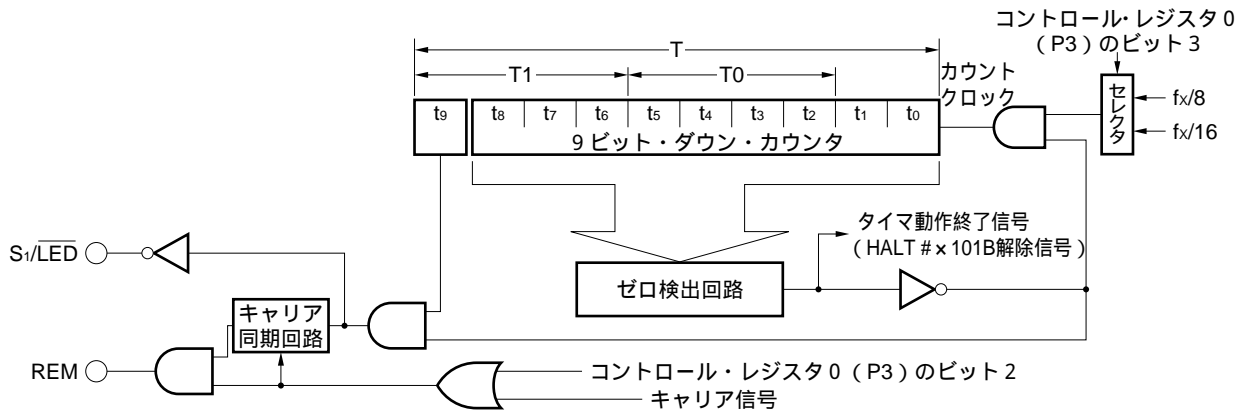 コントロール・レジスタ0
(P3)のビット3
T
T1
T0
カウント
クロック
セレクタ
fX/8
fX/16
t9
t8
t7
t6
t5
t4
t3
t2
t1
t0
9ビット・ダウン・カウンタ
タイマ動作終了信号
(HALT #×101B解除信号)
S1/LED
ゼロ検出回路
キャリア
同期回路
REM
コントロール・レジスタ0(P3)のビット2
キャリア信号